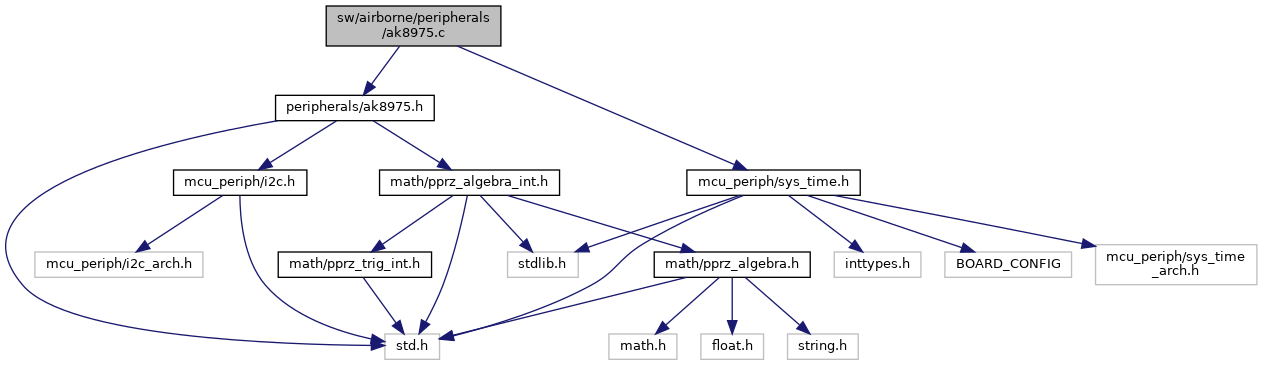 sw/airborne/peripherals
/ak8975.c
peripherals/ak8975.h
mcu_periph/i2c.h
math/pprz_algebra_int.h
mcu_periph/sys_time.h
mcu_periph/i2c_arch.h
math/pprz_trig_int.h
stdlib.h
math/pprz_algebra.h
inttypes.h
BOARD_CONFIG
mcu_periph/sys_time
_arch.h
std.h
math.h
float.h
string.h